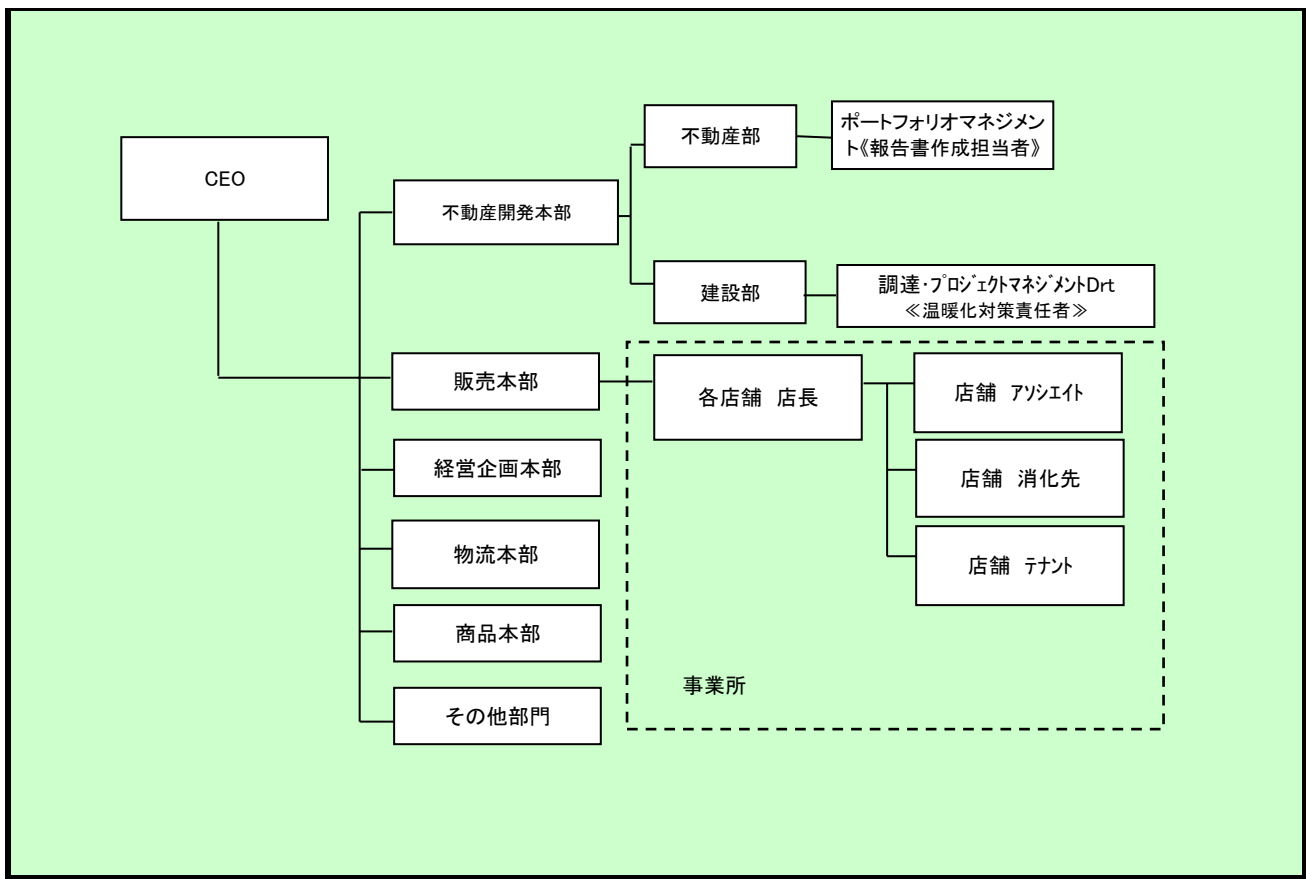 CEO
不動産開発本部
不動産部
ポートフォリオマネジメン
ト《報告書作成担当者》
建設部
調達・ﾌﾟﾛｼﾞｪｸﾄﾏﾈｼﾞﾒﾝﾄDrt
≪温暖化対策責任者≫
販売本部
各店舗 店長
店舗 ｱｿｼｴｲﾄ
店舗 消化先
店舗 ﾃﾅﾝﾄ
事業所
経営企画本部
物流本部
商品本部
その他部門